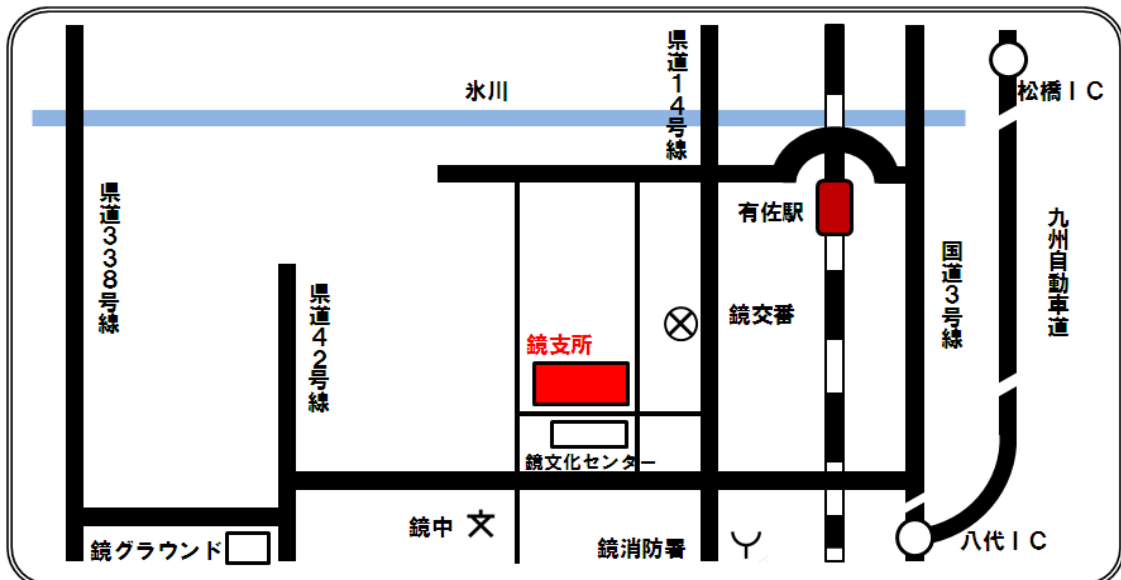 氷川
県道14号線
松橋IC
県道338号線
有佐駅
九州自動車道
国道3号線
県道42号線
鏡交番
鏡支所
鏡文化センター
鏡中
鏡消防署
鏡グラウンド
八代IC